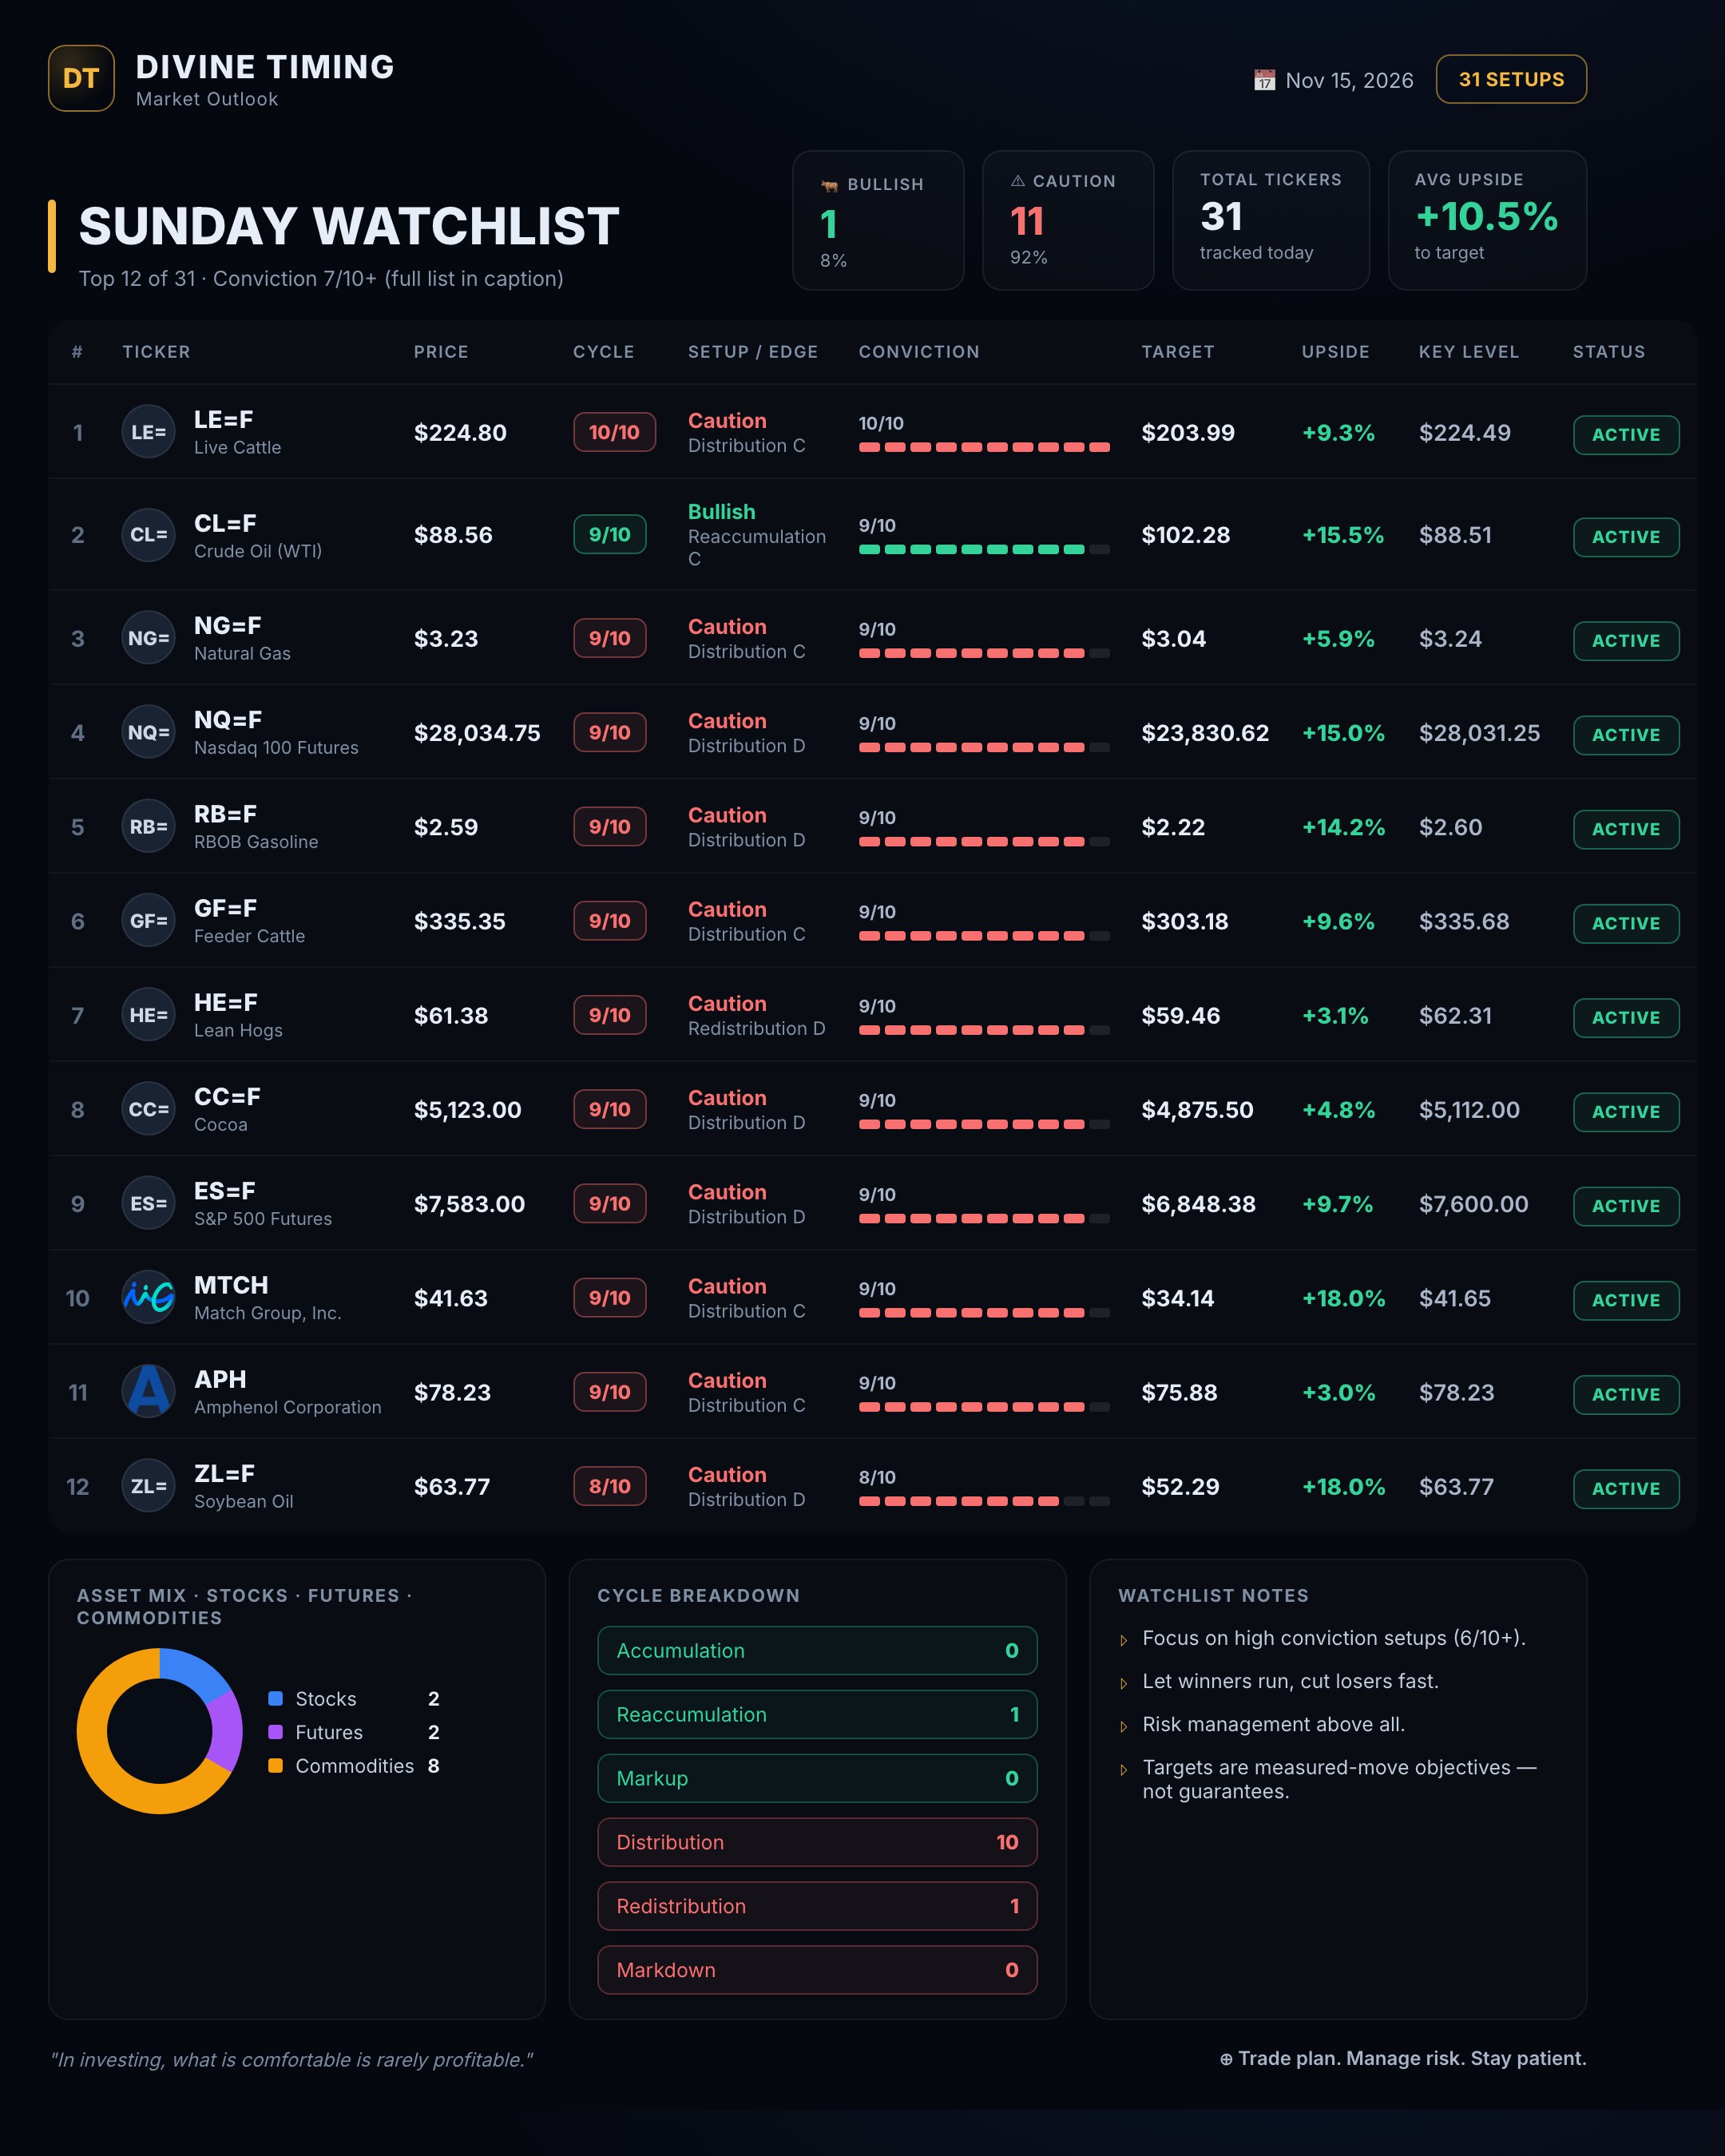 DT
DIVINE TIMING
Market Outlook
17
Nov 15, 2026
31 SETUPS
SUNDAY WATCHLIST
Top 12 of 31 · Conviction 7/10+ (full list in caption)
BULLISH
1
8%
⚠ CAUTION
11
92%
TOTAL TICKERS
31
tracked today
AVG UPSIDE
+10.5%
to target
# TICKER PRICE CYCLE SETUP / EDGE CONVICTION TARGET UPSIDE KEY LEVEL STATUS
1 LE= LE=F Live Cattle $224.80 10/10 Caution Distribution C 10/10 $203.99 +9.3% $224.49 ACTIVE
2 CL= CL=F Crude Oil (WTI) $88.56 9/10 Bullish Reaccumulation C 9/10 $102.28 +15.5% $88.51 ACTIVE
3 NG= NG=F Natural Gas $3.23 9/10 Caution Distribution C 9/10 $3.04 +5.9% $3.24 ACTIVE
4 NQ= NQ=F Nasdaq 100 Futures $28,034.75 9/10 Caution Distribution D 9/10 $23,830.62 +15.0% $28,031.25 ACTIVE
5 RB= RB=F RBOB Gasoline $2.59 9/10 Caution Distribution D 9/10 $2.22 +14.2% $2.60 ACTIVE
6 GF= GF=F Feeder Cattle $335.35 9/10 Caution Distribution C 9/10 $303.18 +9.6% $335.68 ACTIVE
7 HE= HE=F Lean Hogs $61.38 9/10 Caution Redistribution D 9/10 $59.46 +3.1% $62.31 ACTIVE
8 CC= CC=F Cocoa $5,123.00 9/10 Caution Distribution D 9/10 $4,875.50 +4.8% $5,112.00 ACTIVE
9 ES= ES=F S&P 500 Futures $7,583.00 9/10 Caution Distribution D 9/10 $6,848.38 +9.7% $7,600.00 ACTIVE
10 MTCH Match Group, Inc. $41.63 9/10 Caution Distribution C 9/10 $34.14 +18.0% $41.65 ACTIVE
11 A APH Amphenol Corporation $78.23 9/10 Caution Distribution C 9/10 $75.88 +3.0% $78.23 ACTIVE
12 ZL= ZL=F Soybean Oil $63.77 8/10 Caution Distribution D 8/10 $52.29 +18.0% $63.77 ACTIVE
ASSET MIX · STOCKS · FUTURES ·
COMMODITIES
Stocks 2
Futures 2
Commodities 8
CYCLE BREAKDOWN
Accumulation 0
Reaccumulation 1
Markup 0
Distribution 10
Redistribution 1
Markdown 0
WATCHLIST NOTES
Focus on high conviction setups (6/10+).
Let winners run, cut losers fast.
Risk management above all.
Targets are measured-move objectives —
not guarantees.
"In investing, what is comfortable is rarely profitable."
⊕ Trade plan. Manage risk. Stay patient.